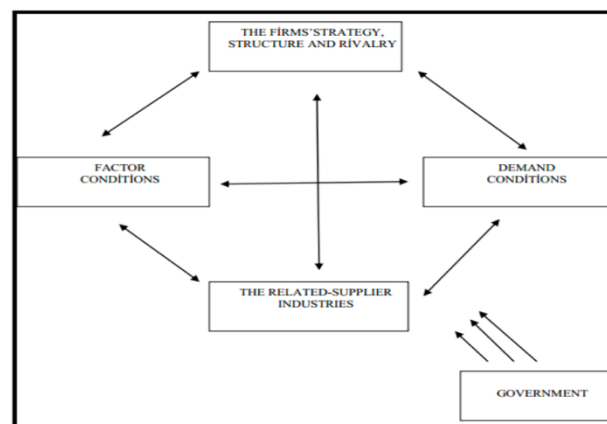 THE FİRMS'STRATEGY,
STRUCTURE AND RİVALRY
FACTOR
CONDİTİONS
DEMAND
CONDİTİONS
THE RELATED-SUPPLIER
INDUSTRIES
GOVERNMENT